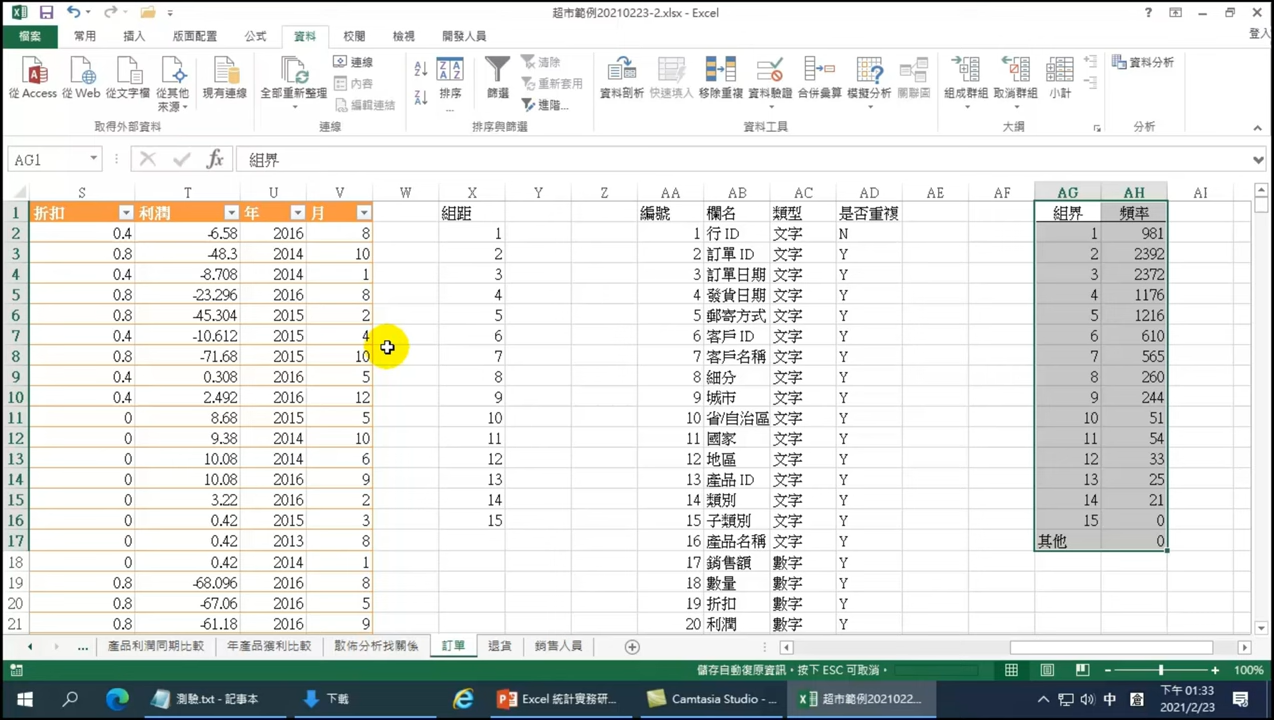 超市範例20210223-2.xlsx - Excel
檔案 常用 插入 版面配置 公式 資料 校閱 檢視 開發人員 登入
從 Access 從 Web 從文字檔 從其他來源 現有連線 全部重新整理 連線 內容 編輯連結 排序 篩選 清除 重新套用 進階... 資料剖析 快速填入 移除重複 資料驗證 合併彙算 模擬分析 關聯圖 組成群組 取消群組 小計 資料分析
取得外部資料 連線 排序與篩選 資料工具 大綱 分析
AG1 fx 組界
S T U V W X Y Z AA AB AC AD AE AF AG AH AI
1 折扣 利潤 年 月 組距 編號 欄名 類型 是否重複 組界 頻率
2 0.4 -6.58 2016 8 1 1 行 ID 文字 N 1 981
3 0.8 -48.3 2014 10 2 2 訂單 ID 文字 Y 2 2392
4 0.4 -8.708 2014 1 3 3 訂單日期 文字 Y 3 2372
5 0.8 -23.296 2016 8 4 4 發貨日期 文字 Y 4 1176
6 0.8 -45.304 2015 2 5 5 郵寄方式 文字 Y 5 1216
7 0.4 -10.612 2015 4 6 6 客戶 ID 文字 Y 6 610
8 0.8 -71.68 2015 10 7 7 客戶名稱 文字 Y 7 565
9 0.4 0.308 2016 5 8 8 細分 文字 Y 8 260
10 0.4 2.492 2016 12 9 9 城市 文字 Y 9 244
11 0 8.68 2015 5 10 10 省/自治區 文字 Y 10 51
12 0 9.38 2014 10 11 11 國家 文字 Y 11 54
13 0 10.08 2014 6 12 12 地區 文字 Y 12 33
14 0 10.08 2016 9 13 13 產品 ID 文字 Y 13 25
15 0 3.22 2016 2 14 14 類別 文字 Y 14 21
16 0 0.42 2015 3 15 15 子類別 文字 Y 15 0
17 0 0.42 2013 8 16 產品名稱 文字 Y 其他 0
18 0 0.42 2014 1 17 銷售額 數字 Y
19 0.8 -68.096 2016 8 18 數量 數字 Y
20 0.8 -67.06 2016 5 19 折扣 數字 Y
21 0.8 -61.18 2016 9 20 利潤 數字 Y
... 產品利潤同期比較 年產品獲利比較 散佈分析找關係 訂單 退貨 銷售人員
儲存自動復原資訊，按下 ESC 可取消。 100%
測驗.txt - 記事本 下載 Excel 統計實務研... Camtasia Studio - ... 超市範例2021022... 中 下午 01:33
2021/2/23